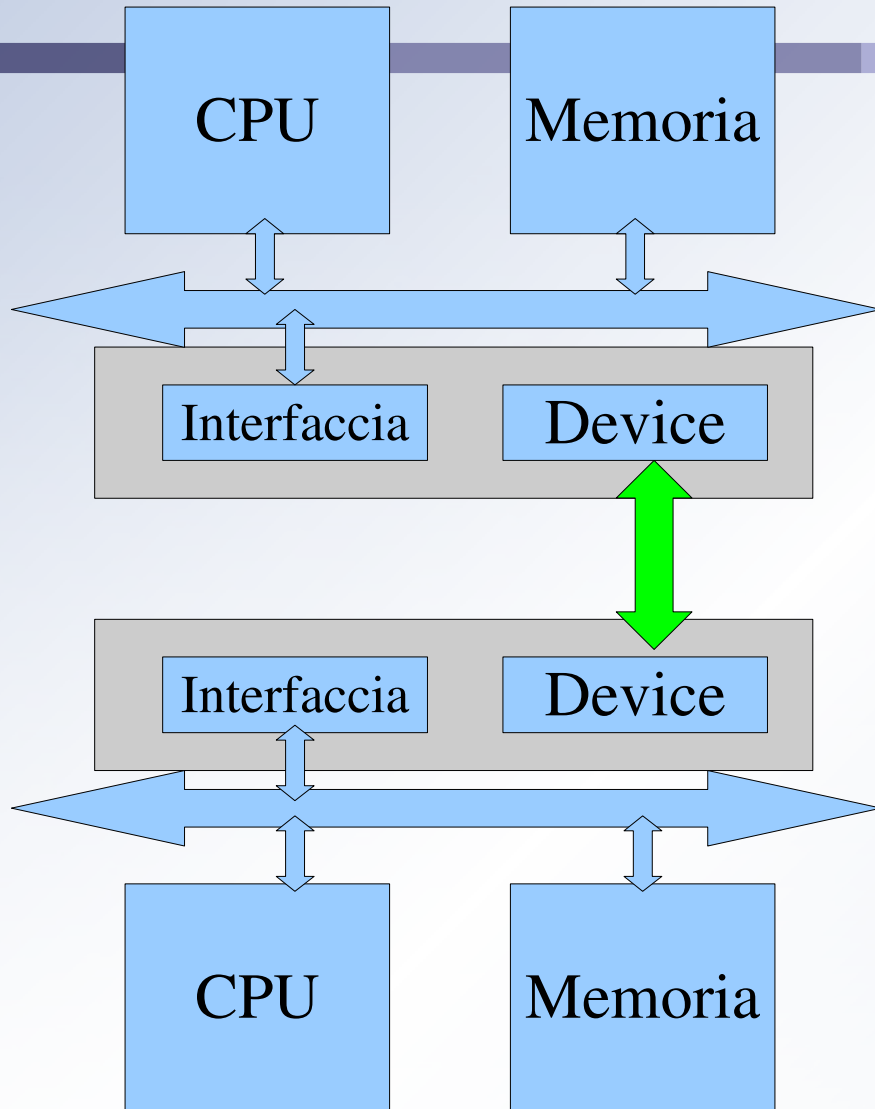 CPU
Memoria
Interfaccia
Device
Interfaccia
Device
CPU
Memoria